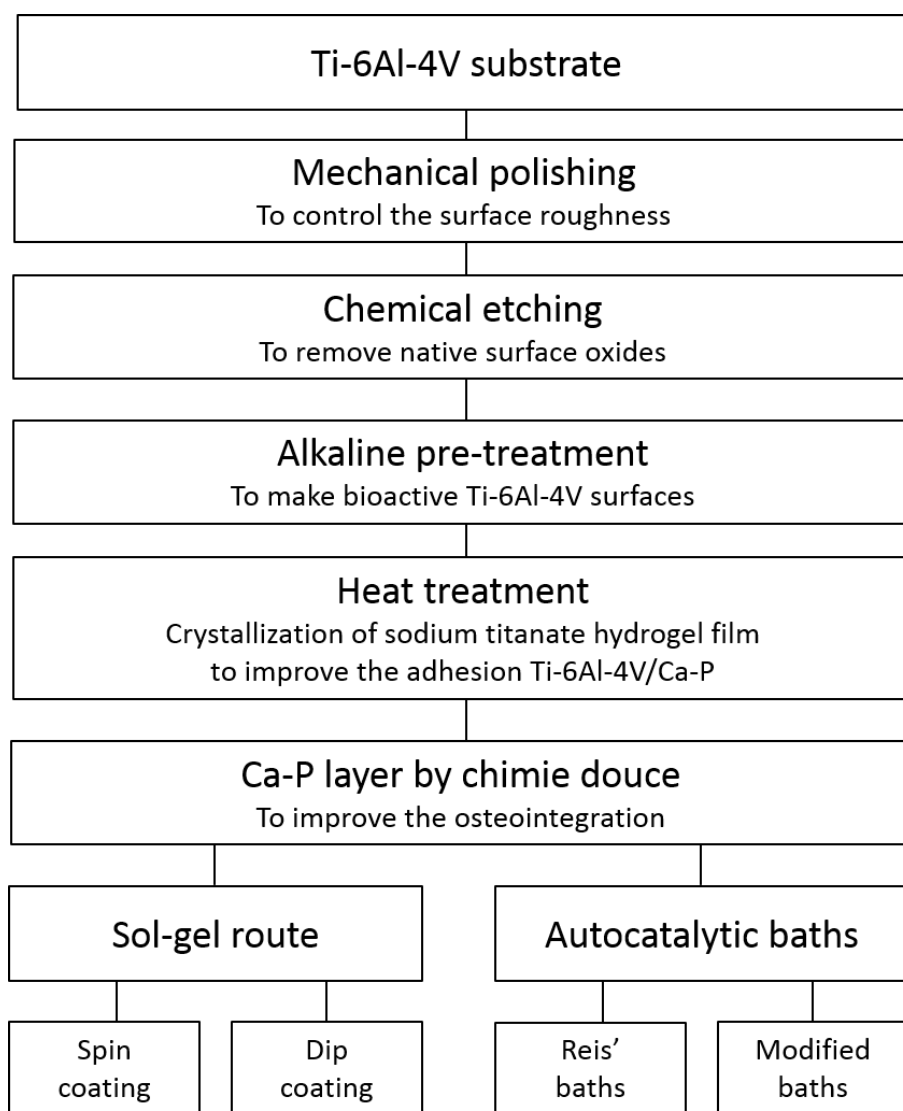 Ti-6Al-4V substrate
Mechanical polishing
To control the surface roughness
Chemical etching
To remove native surface oxides
Alkaline pre-treatment
To make bioactive Ti-6Al-4V surfaces
Heat treatment
Crystallization of sodium titanate hydrogel film
to improve the adhesion Ti-6Al-4V/Ca-P
Ca-P layer by chimie douce
To improve the osteointegration
Sol-gel route
Autocatalytic baths
Spin
coating
Dip
coating
Reis’
baths
Modified
baths